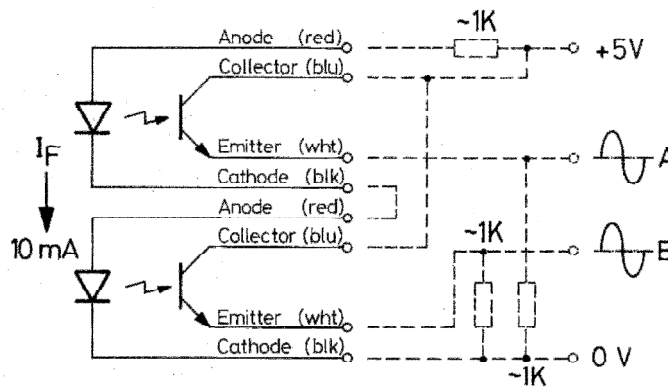 Anode (red)
~1K
+5V
Collector (blu)
Emitter (wht)
A
IF
Cathode (blk)
Anode (red)
10 mA
Collector (blu)
~1K
Emitter (wht)
Cathode (blk)
0 V
~1K